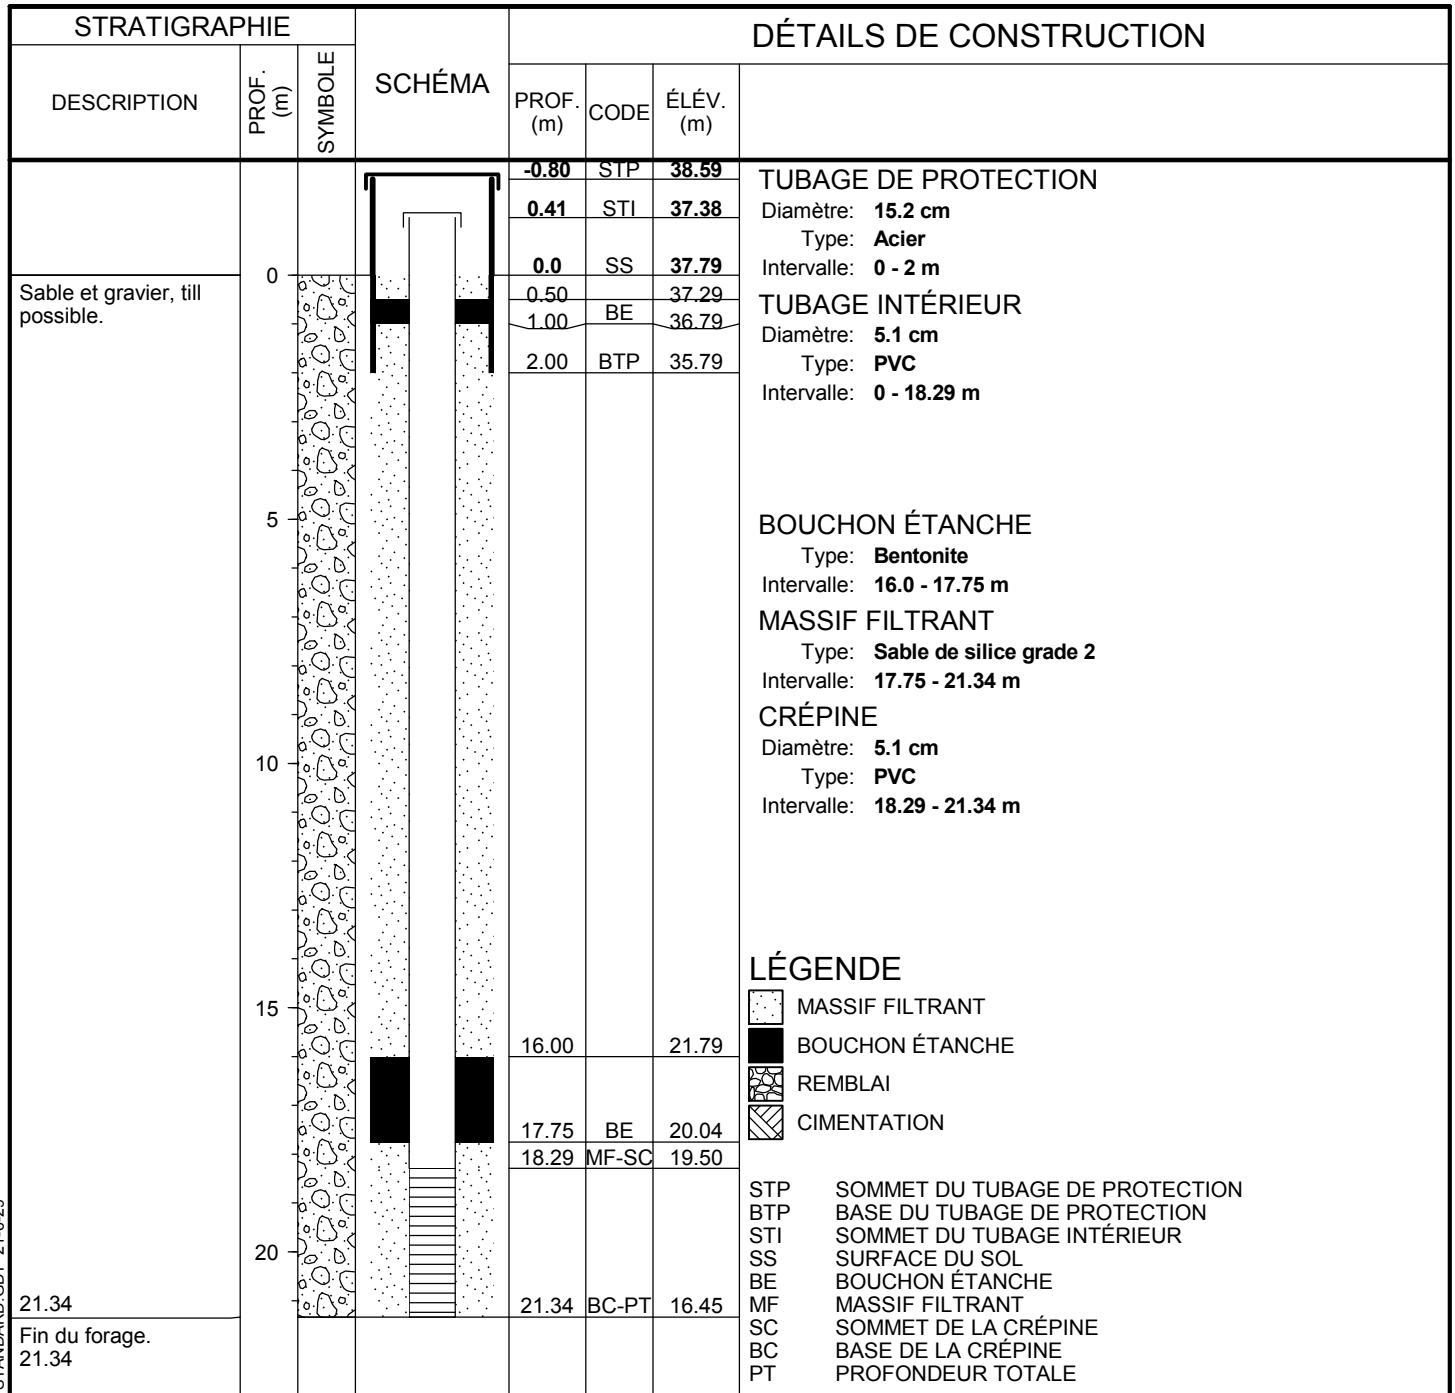 STRATIGRAPHIE
SCHÉMA
DÉTAILS DE CONSTRUCTION
DESCRIPTION
PROF. (m)
SYMBOLE
PROF. (m)
CODE
ÉLÉV. (m)
-0.80 STP 38.59
0.41 STI 37.38
0.0 SS 37.79
0.50 37.29
BE
1.00 36.79
2.00 BTP 35.79
16.00 21.79
17.75 BE 20.04
18.29 MF-SC 19.50
21.34 BC-PT 16.45
0
Sable et gravier, till
possible.
5
10
15
20
21.34
Fin du forage.
21.34
TUBAGE DE PROTECTION
Diamètre: 15.2 cm
Type: Acier
Intervalle: 0 - 2 m
TUBAGE INTÉRIEUR
Diamètre: 5.1 cm
Type: PVC
Intervalle: 0 - 18.29 m
BOUCHON ÉTANCHE
Type: Bentonite
Intervalle: 16.0 - 17.75 m
MASSIF FILTRANT
Type: Sable de silice grade 2
Intervalle: 17.75 - 21.34 m
CRÉPINE
Diamètre: 5.1 cm
Type: PVC
Intervalle: 18.29 - 21.34 m
LÉGENDE
MASSIF FILTRANT
BOUCHON ÉTANCHE
REMBLAI
CIMENTATION
STP SOMMET DU TUBAGE DE PROTECTION
BTP BASE DU TUBAGE DE PROTECTION
STI SOMMET DU TUBAGE INTÉRIEUR
SS SURFACE DU SOL
BE BOUCHON ÉTANCHE
MF MASSIF FILTRANT
SC SOMMET DE LA CRÉPINE
BC BASE DE LA CRÉPINE
PT PROFONDEUR TOTALE